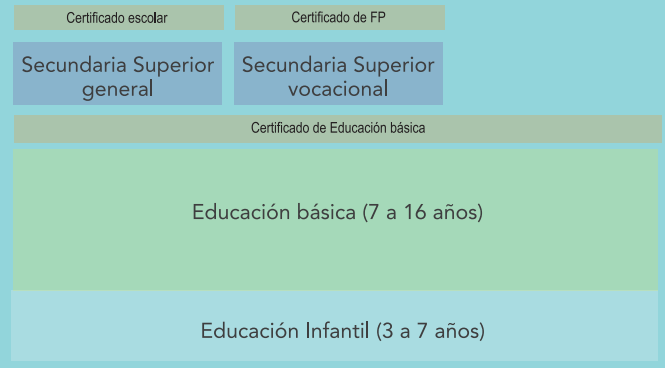 Certificado escolar
Certificado de FP
Secundaria Superior
general
Secundaria Superior
vocacional
Certificado de Educación básica
Educación básica (7 a 16 años)
Educación Infantil (3 a 7 años)